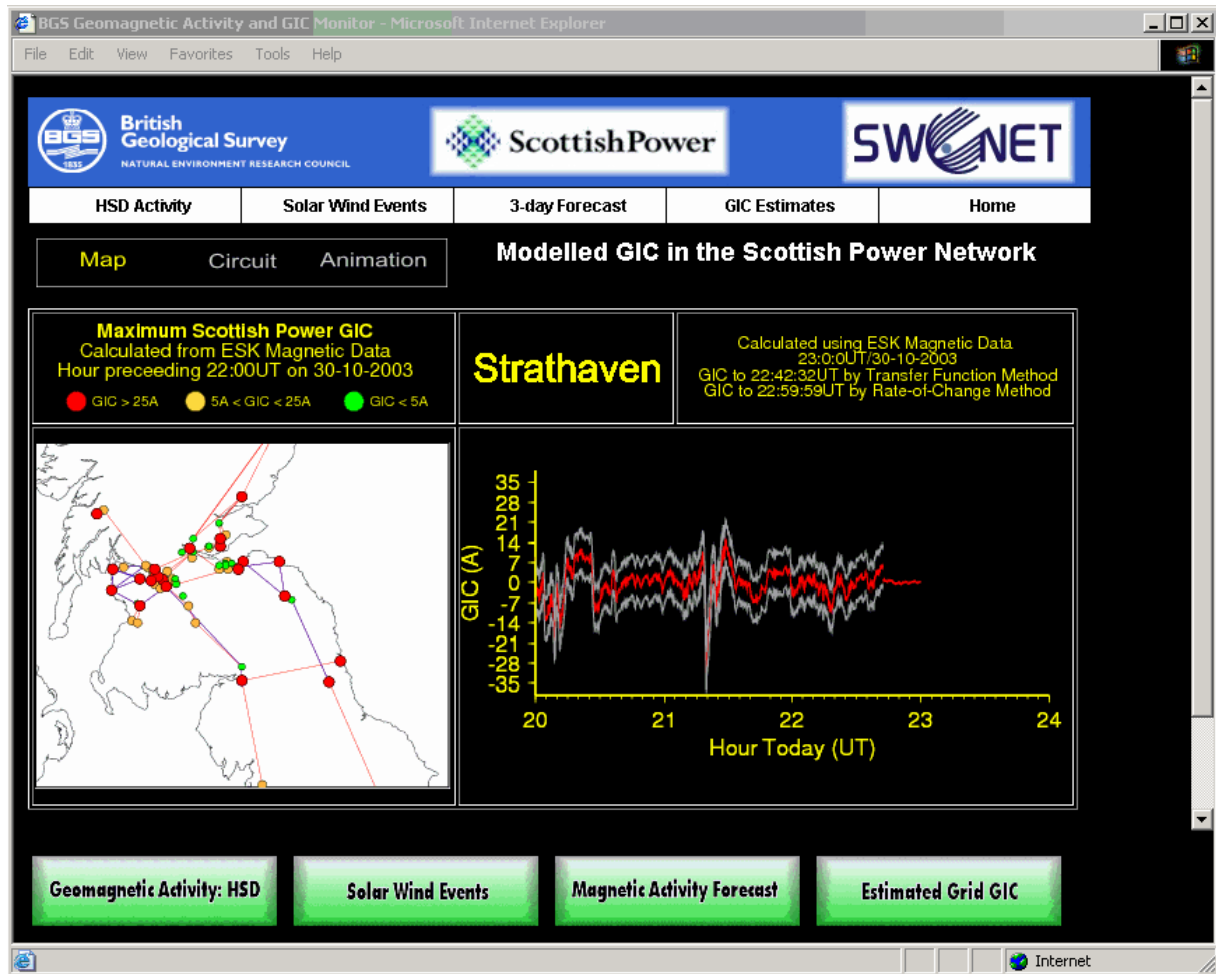 BGS Geomagnetic Activity and GIC Monitor - Microsoft Internet Explorer
File Edit View Favorites Tools Help
BGS
1835
British
Geological Survey
NATURAL ENVIRONMENT RESEARCH COUNCIL
ScottishPower
SWENET
HSD Activity
Solar Wind Events
3-day Forecast
GIC Estimates
Home
Map Circuit Animation
Modelled GIC in the Scottish Power Network
Maximum Scottish Power GIC
Calculated from ESK Magnetic Data
Hour preceeding 22:00UT on 30-10-2003
GIC > 25A 5A < GIC < 25A GIC < 5A
Strathaven
Calculated using ESK Magnetic Data
23:0:0UT/30-10-2003
GIC to 22:42:32UT by Transfer Function Method
GIC to 22:59:59UT by Rate-of-Change Method
GIC (A)
35
28
21
14
7
0
-7
-14
-21
-28
-35
20 21 22 23 24
Hour Today (UT)
Geomagnetic Activity: HSD
Solar Wind Events
Magnetic Activity Forecast
Estimated Grid GIC
Internet